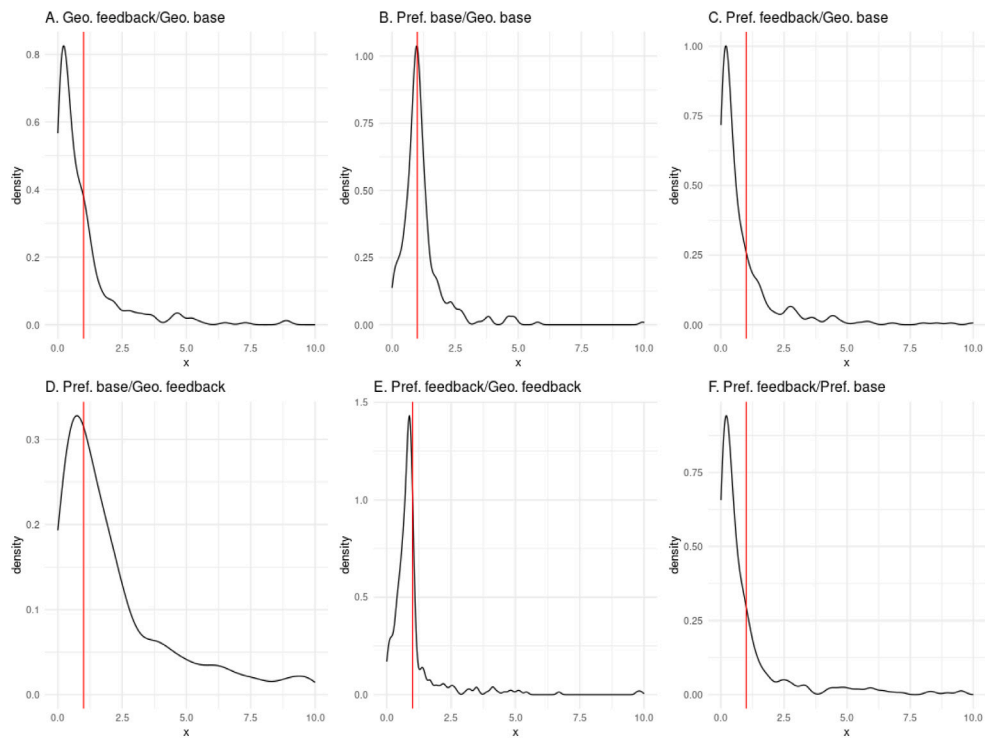 A. Geo. feedback/Geo. base
B. Pref. base/Geo. base
C. Pref. feedback/Geo. base
density
0.8
0.6
0.4
0.2
0.0
0.0 2.5 5.0 7.5 10.0
x
density
1.00
0.75
0.50
0.25
0.00
0.0 2.5 5.0 7.5 10.0
x
density
1.00
0.75
0.50
0.25
0.00
0.0 2.5 5.0 7.5 10.0
x
D. Pref. base/Geo. feedback
E. Pref. feedback/Geo. feedback
F. Pref. feedback/Pref. base
density
0.3
0.2
0.1
0.0
0.0 2.5 5.0 7.5 10.0
x
density
1.5
1.0
0.5
0.0
0.0 2.5 5.0 7.5 10.0
x
density
0.75
0.50
0.25
0.00
0.0 2.5 5.0 7.5 10.0
x